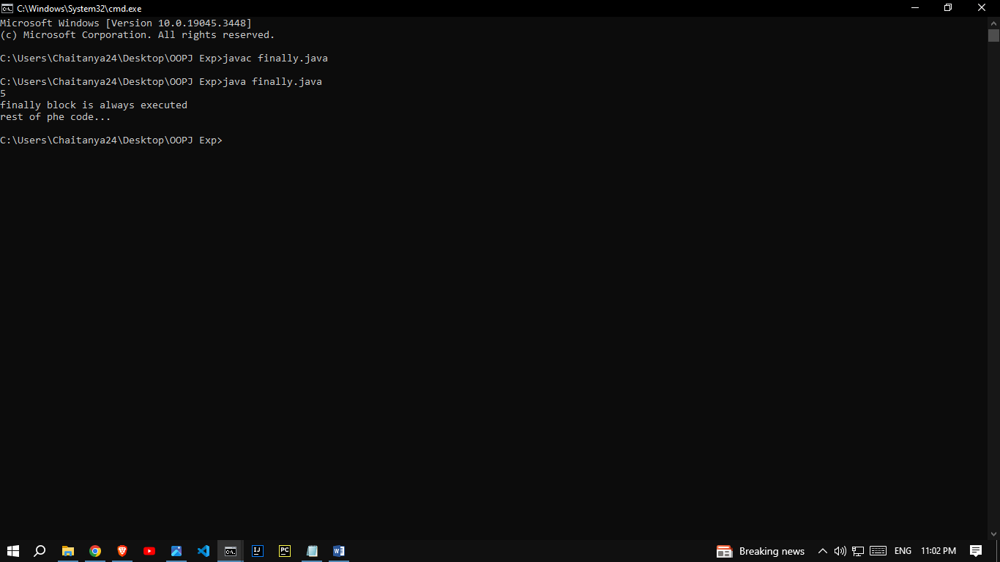 C:\Windows\System32\cmd.exe
Microsoft Windows [Version 10.0.19045.3448]
(c) Microsoft Corporation. All rights reserved.
C:\Users\Chaitanya24\Desktop\OOPJ Exp>javac finally.java
C:\Users\Chaitanya24\Desktop\OOPJ Exp>java finally.java
5
finally block is always executed
rest of phe code...
C:\Users\Chaitanya24\Desktop\OOPJ Exp>
Breaking news ENG 11:02 PM